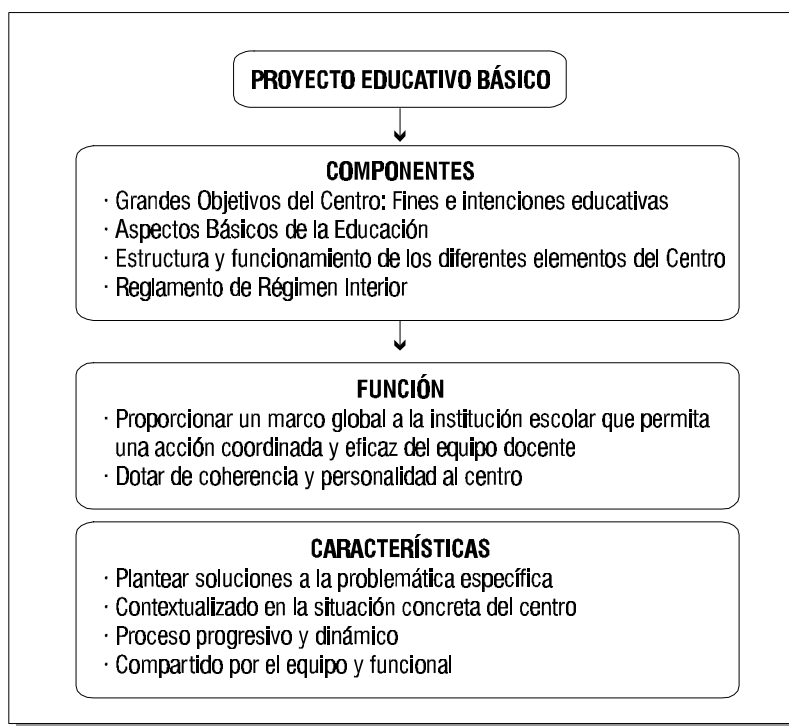 PROYECTO EDUCATIVO BÁSICO
COMPONENTES
· Grandes Objetivos del Centro: Fines e intenciones educativas
· Aspectos Básicos de la Educación
· Estructura y funcionamiento de los diferentes elementos del Centro
· Reglamento de Régimen Interior
FUNCIÓN
· Proporcionar un marco global a la institución escolar que permita
una acción coordinada y eficaz del equipo docente
· Dotar de coherencia y personalidad al centro
CARACTERÍSTICAS
· Plantear soluciones a la problemática específica
· Contextualizado en la situación concreta del centro
· Proceso progresivo y dinámico
· Compartido por el equipo y funcional